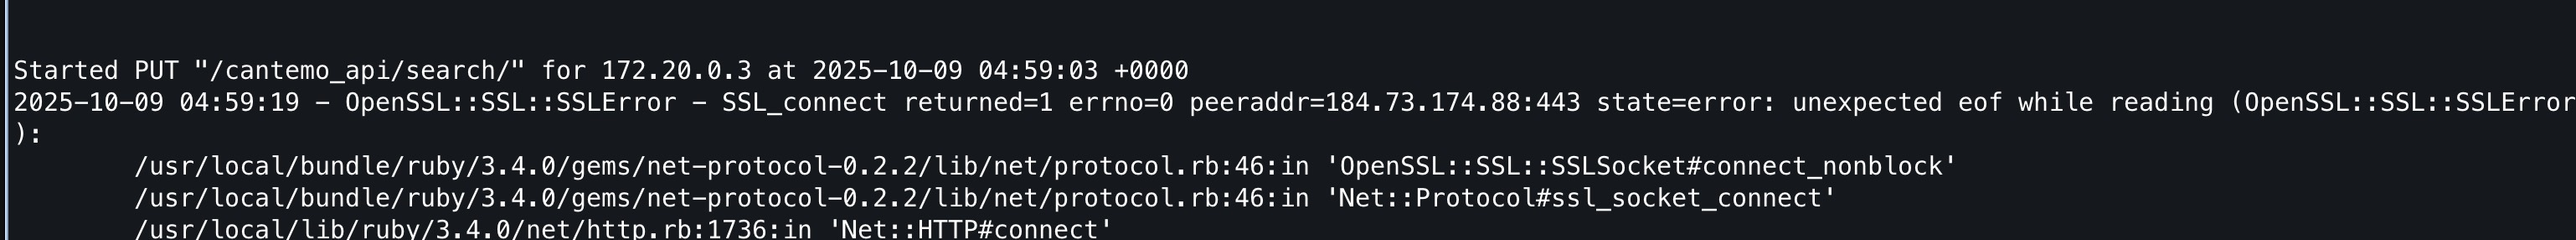 Started PUT "/cantemo_api/search/" for 172.20.0.3 at 2025-10-09 04:59:03 +0000
2025-10-09 04:59:19 - OpenSSL::SSL::SSLError - SSL_connect returned=1 errno=0 peeraddr=184.73.174.88:443 state=error: unexpected eof while reading (OpenSSL::SSL::SSLError
):
/usr/local/bundle/ruby/3.4.0/gems/net-protocol-0.2.2/lib/net/protocol.rb:46:in 'OpenSSL::SSL::SSLSocket#connect_nonblock'
/usr/local/bundle/ruby/3.4.0/gems/net-protocol-0.2.2/lib/net/protocol.rb:46:in 'Net::Protocol#ssl_socket_connect'
/usr/local/lib/ruby/3.4.0/net/http.rb:1736:in 'Net::HTTP#connect'